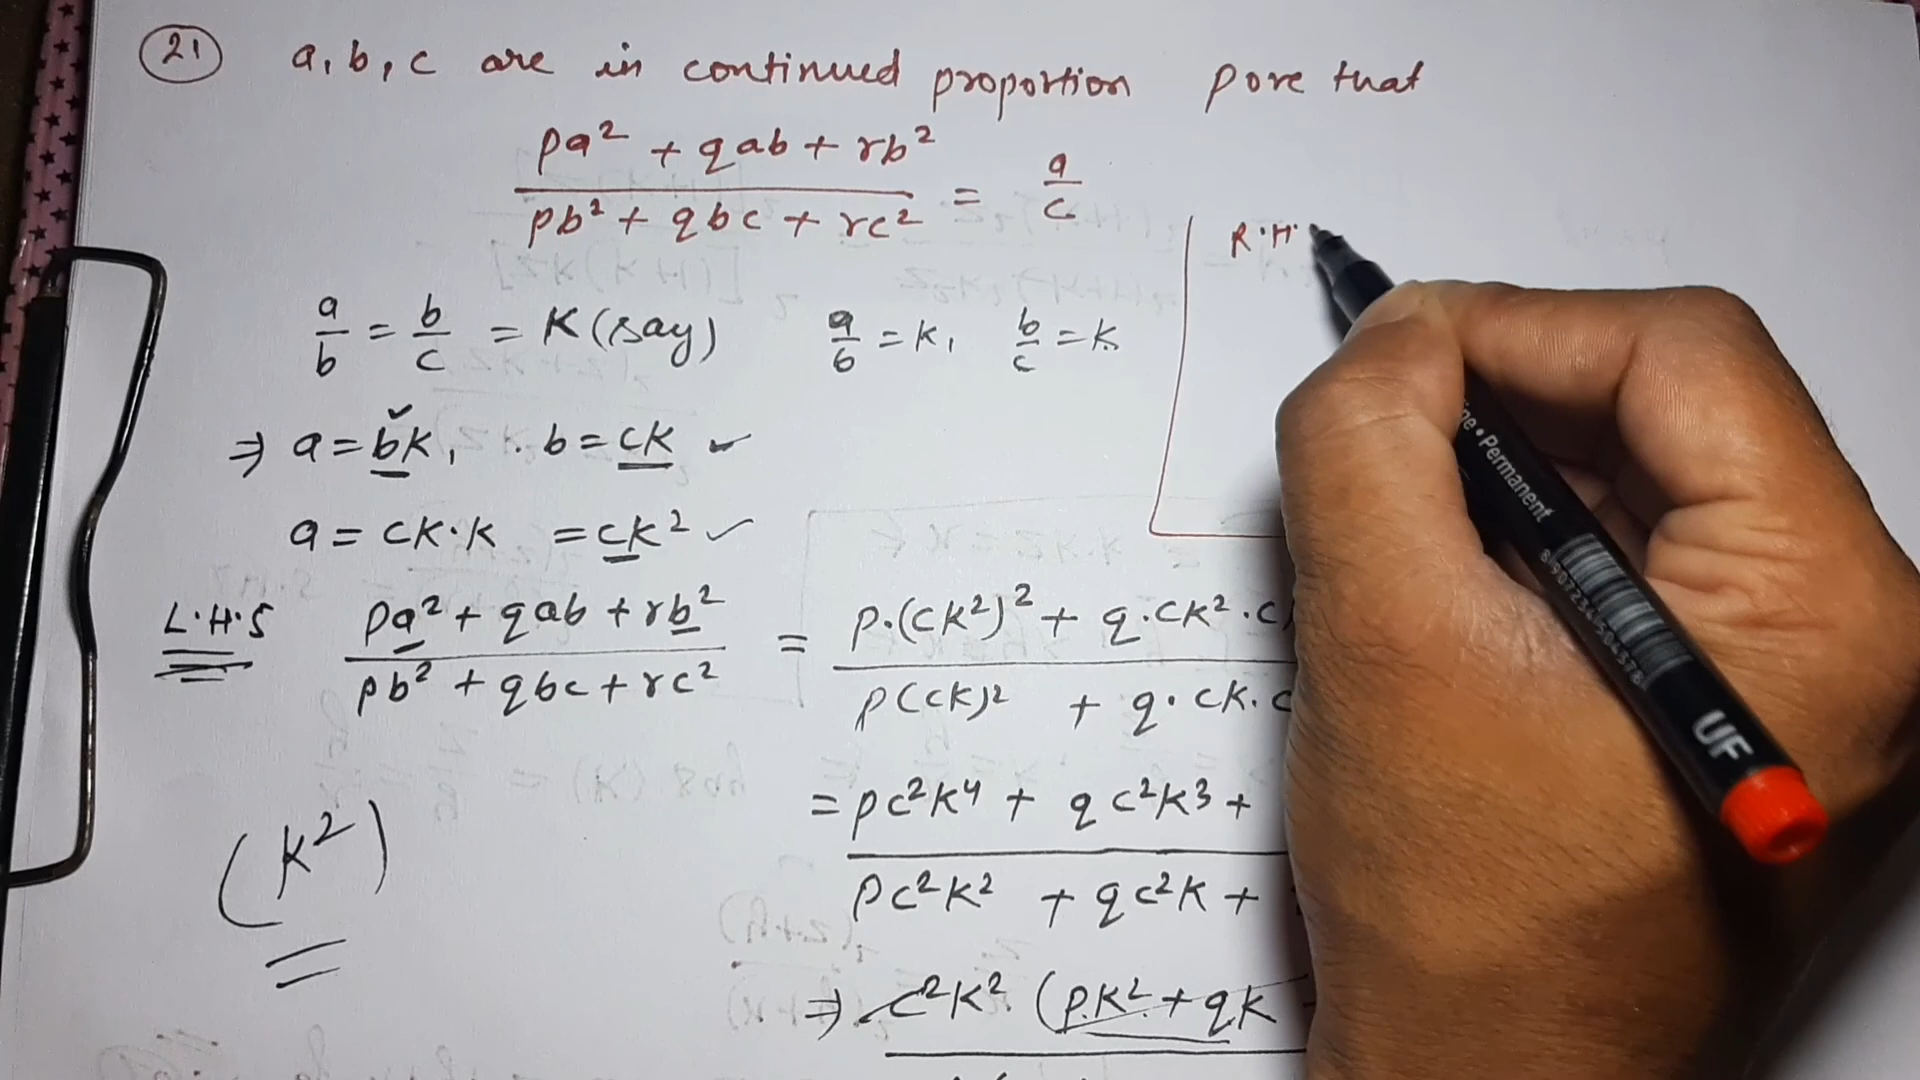 21 a, b, c are in continued proportion pore that
pa² + qab + rb²
pb² + qbc + rc²
= a/c
R.H.
a/b = b/c = K (say) a/b = k, b/c = k
⇒ a = bk, b = ck ✓
a = ck·k = ck² ✓
L.H.S
pa² + qab + rb²
pb² + qbc + rc²
= p·(ck²)² + q·ck²·c
p(ck)² + q·ck·c
= pc²k⁴ + qc²k³ +
pc²k² + qc²k +
(k²)
⇒ c²k² (pk² + qk
Permanent
UF